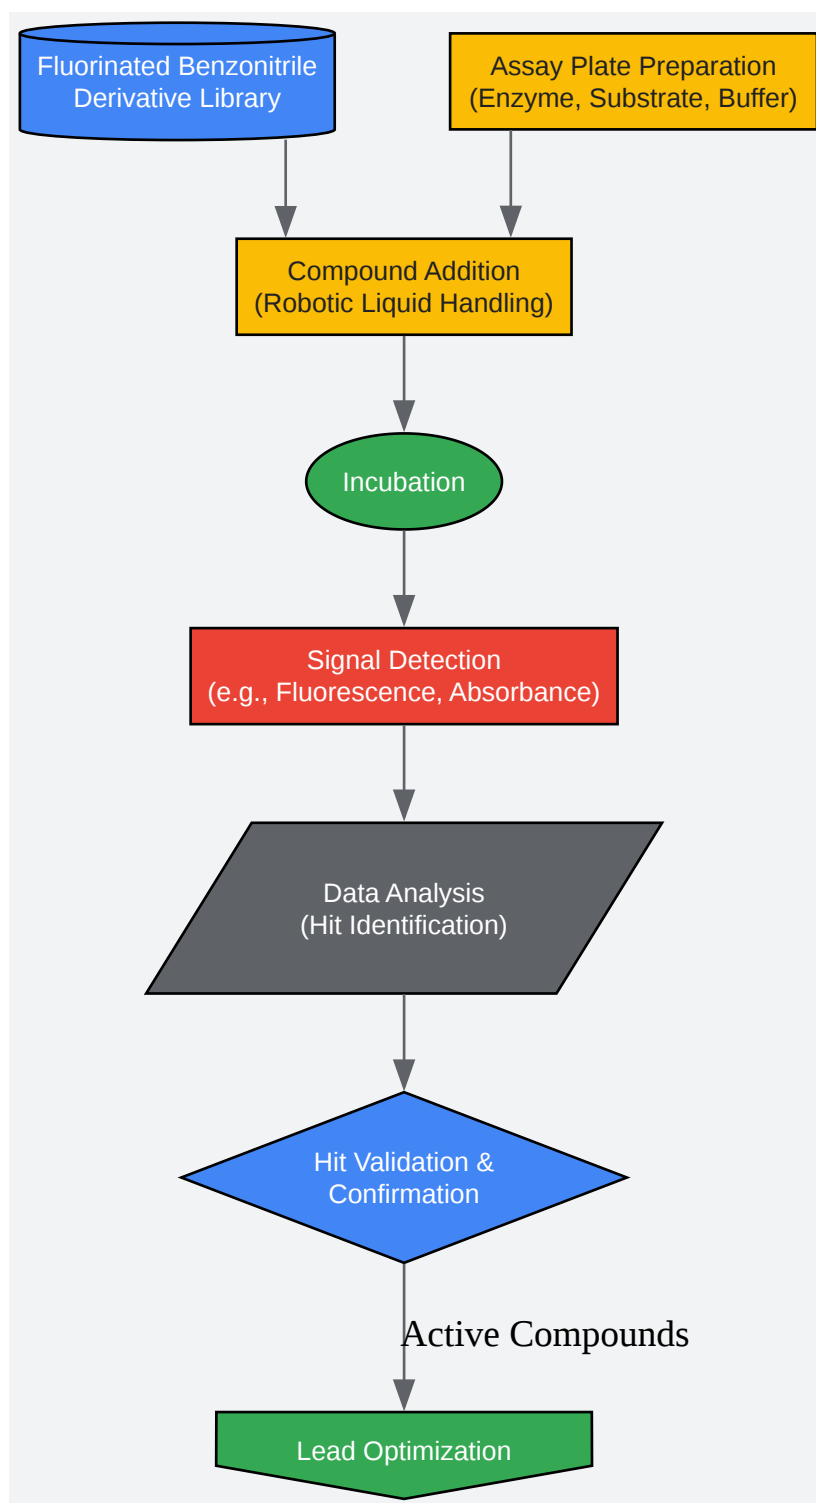 Fluorinated Benzonitrile
Derivative Library
Assay Plate Preparation
(Enzyme, Substrate, Buffer)
Compound Addition
(Robotic Liquid Handling)
Incubation
Signal Detection
(e.g., Fluorescence, Absorbance)
Data Analysis
(Hit Identification)
Hit Validation &
Confirmation
Active Compounds
Lead Optimization